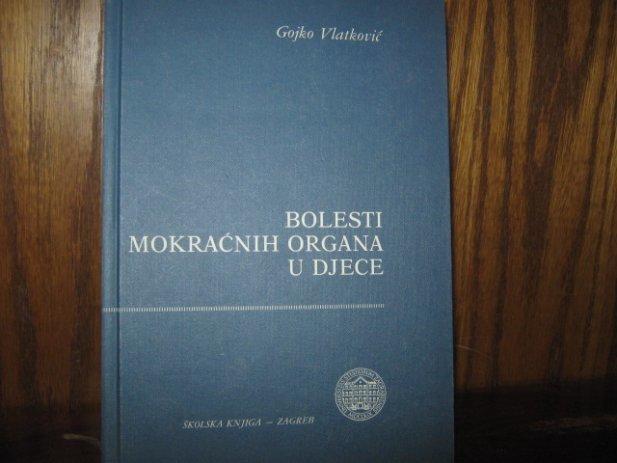 Gojko Vlatković
BOLESTI
MOKRAĆNIH ORGANA
U DJECE
ŠKOLSKA KNJIGA – ZAGREB